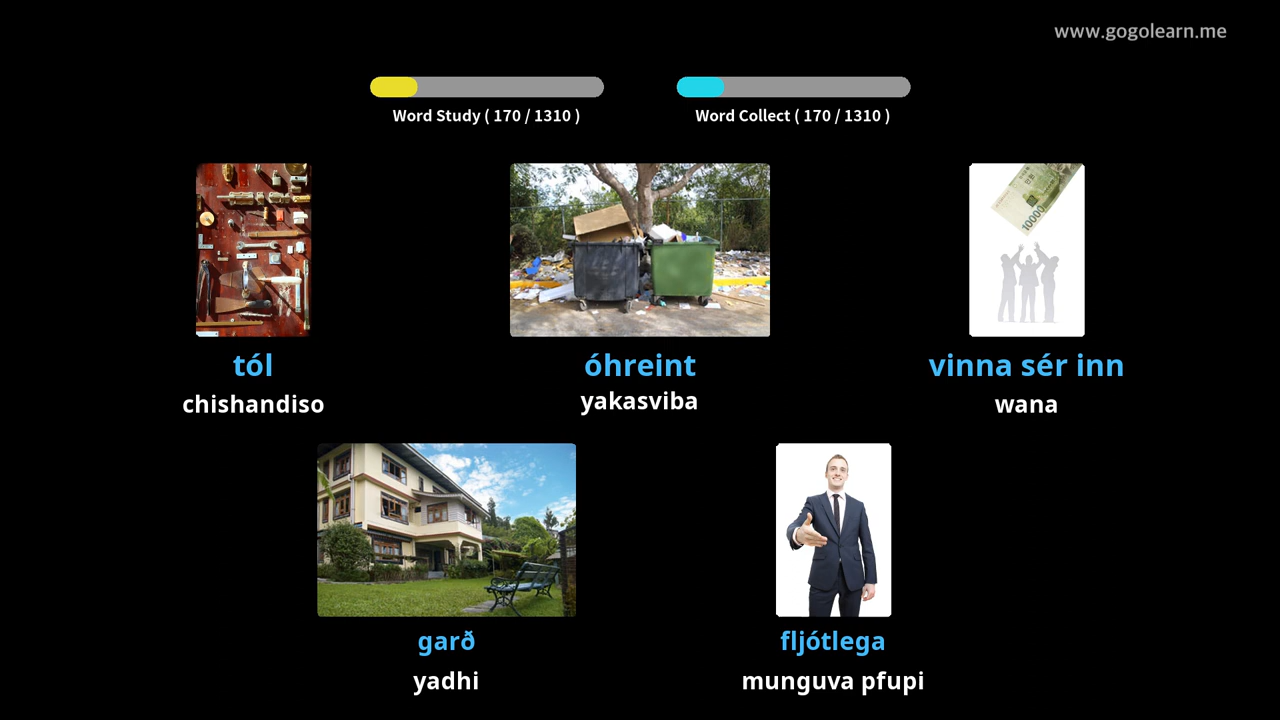 www.gogolearn.me
Word Study ( 170 / 1310 )
Word Collect ( 170 / 1310 )
10000
tól
óhreint
vinna sér inn
chishandiso
yakasviba
wana
garð
fljótlega
yadhi
munguva pfupi